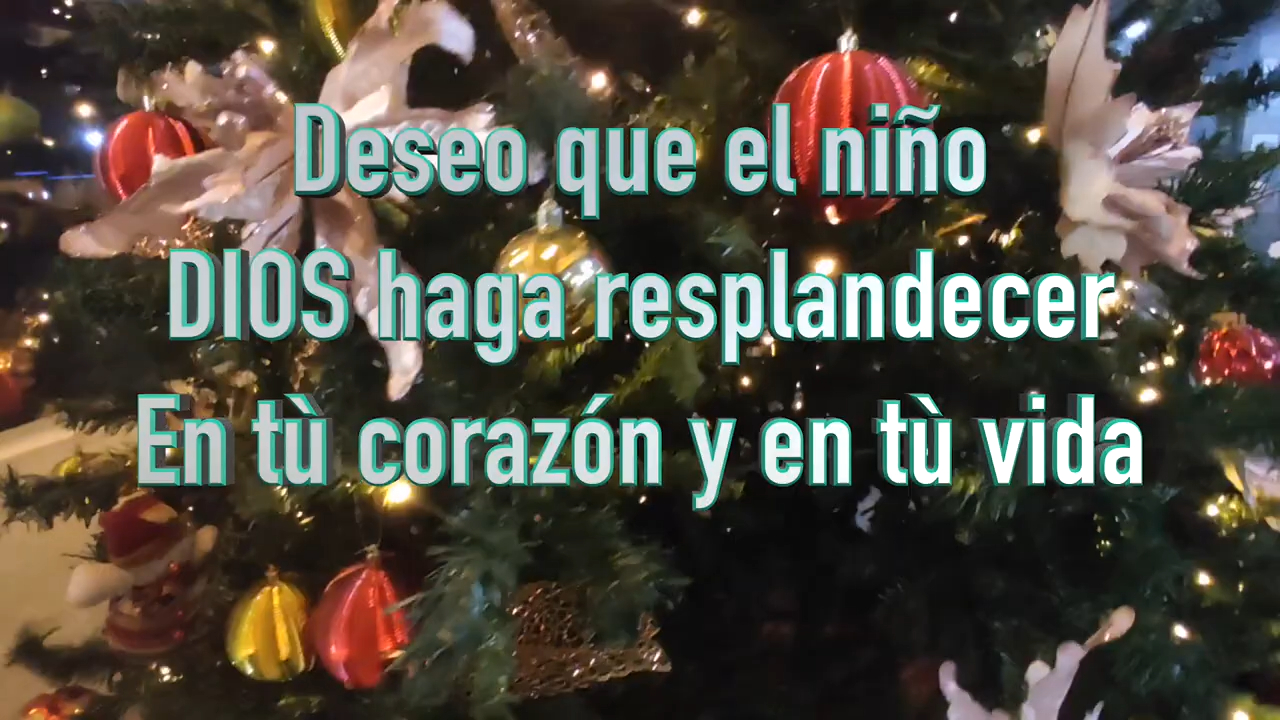 Deseo que el niño
DIOS haga resplandecer
En tù corazón y en tù vida